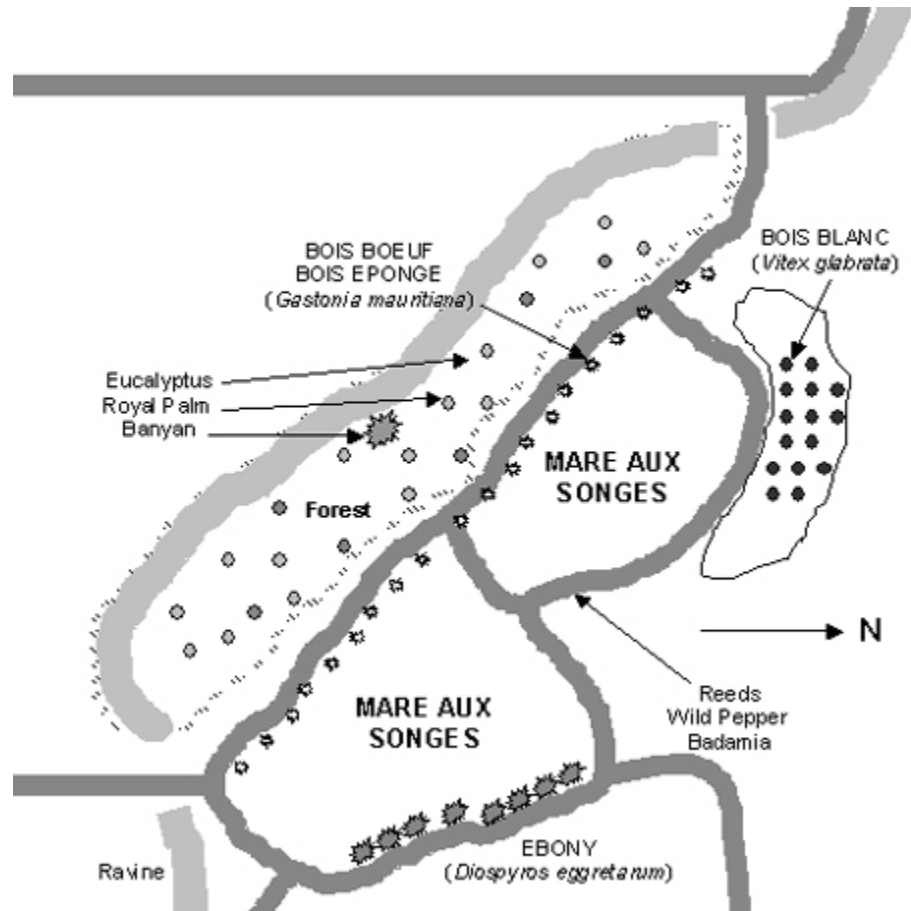 BOIS BOEUF
BOIS EPONGE
(Gastonia mauritiana)
BOIS BLANC
(Vitex glabrata)
Eucalyptus
Royal Palm
Banyan
MARE AUX
SONGES
Forest
N
Reeds
Wild Pepper
Badamia
MARE AUX
SONGES
EBONY
(Diospyros eggretarum)
Ravine